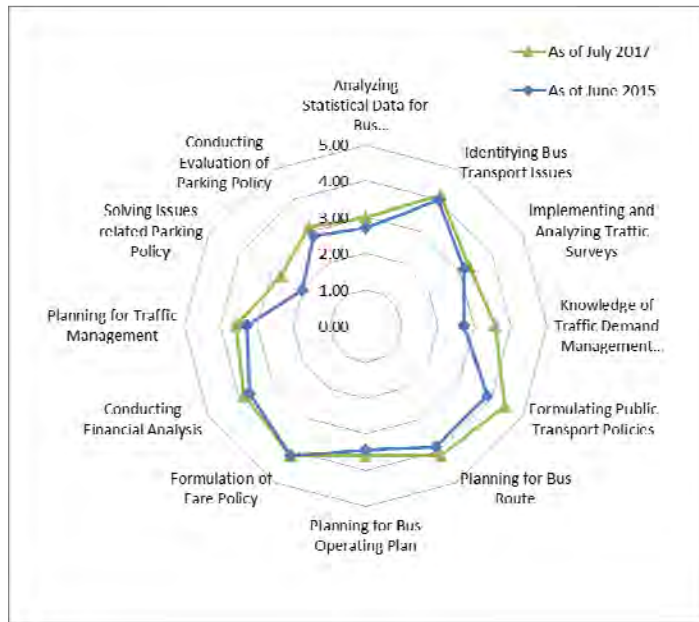 As of July 2017
As of June 2015
Analyzing
Statistical Data for
Bus...
Identifying Bus
Transport Issues
Implementing and
Analyzing Traffic
Surveys
Knowledge of
Traffic Demand
Management...
Formulating Public
Transport Policies
Planning for Bus
Route
Planning for Bus
Operating Plan
Formulation of
Fare Policy
Conducting
Financial Analysis
Planning for Traffic
Management
Solving Issues
related Parking
Policy
Conducting
Evaluation of
Parking Policy
5.00
4.00
3.00
2.00
1.00
0.00